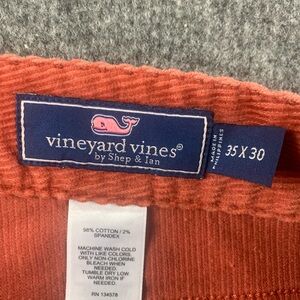 vineyard vines®
by Shep & Ian
MADE IN
PHILIPPINES
35 X 30
98% COTTON / 2%
SPANDEX
MACHINE WASH COLD
WITH LIKE COLORS.
ONLY NON-CHLORINE
BLEACH WHEN
NEEDED.
TUMBLE DRY LOW
WARM IRON IF
NEEDED.
RN 134578